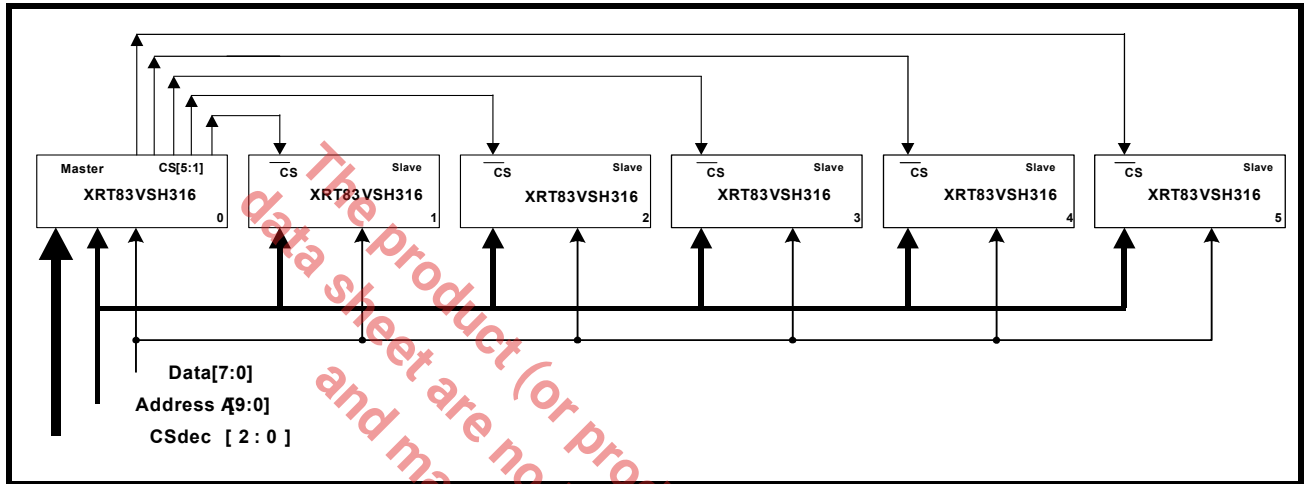 Master CS[5:1]
XRT83VSH316
0
CS Slave
XRT83VSH316
1
CS Slave
XRT83VSH316
2
CS Slave
XRT83VSH316
3
CS Slave
XRT83VSH316
4
CS Slave
XRT83VSH316
5
Data[7:0]
Address A[9:0]
CSdec [ 2 : 0 ]
The product (or pro
data sheet are no
and ma